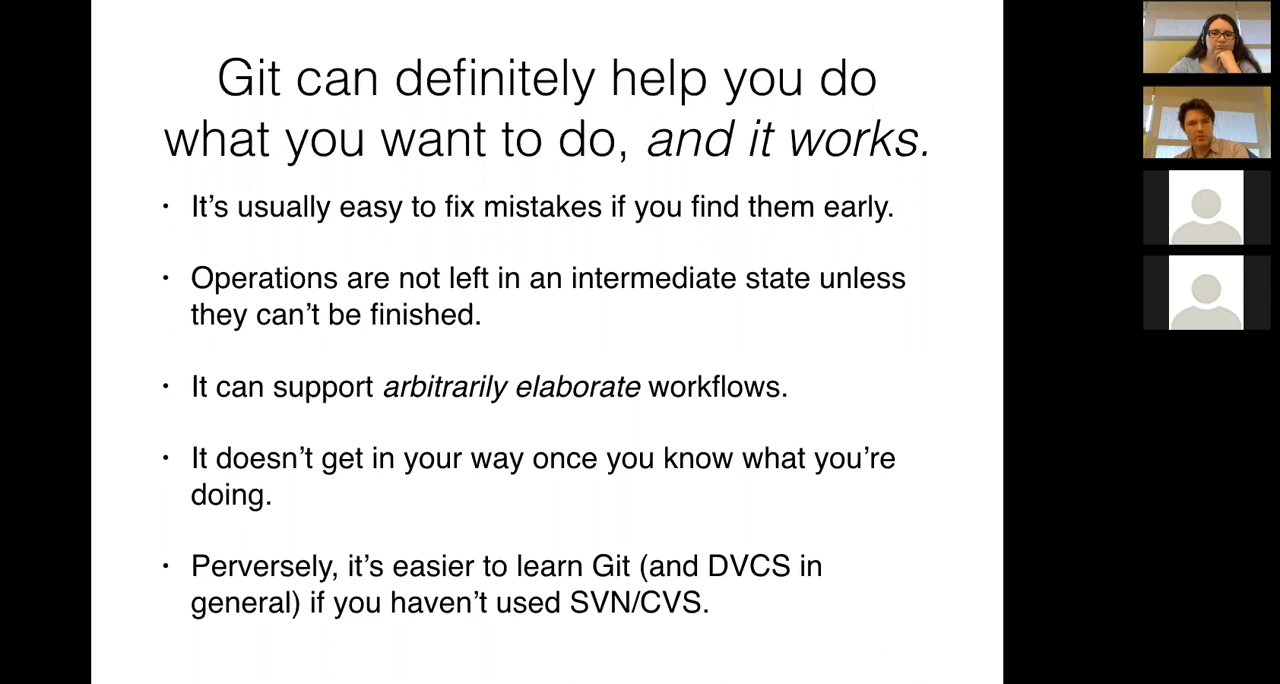 Git can definitely help you do
what you want to do, and it works.
· It’s usually easy to fix mistakes if you find them early.
· Operations are not left in an intermediate state unless
they can’t be finished.
· It can support arbitrarily elaborate workflows.
· It doesn’t get in your way once you know what you’re
doing.
· Perversely, it’s easier to learn Git (and DVCS in
general) if you haven’t used SVN/CVS.